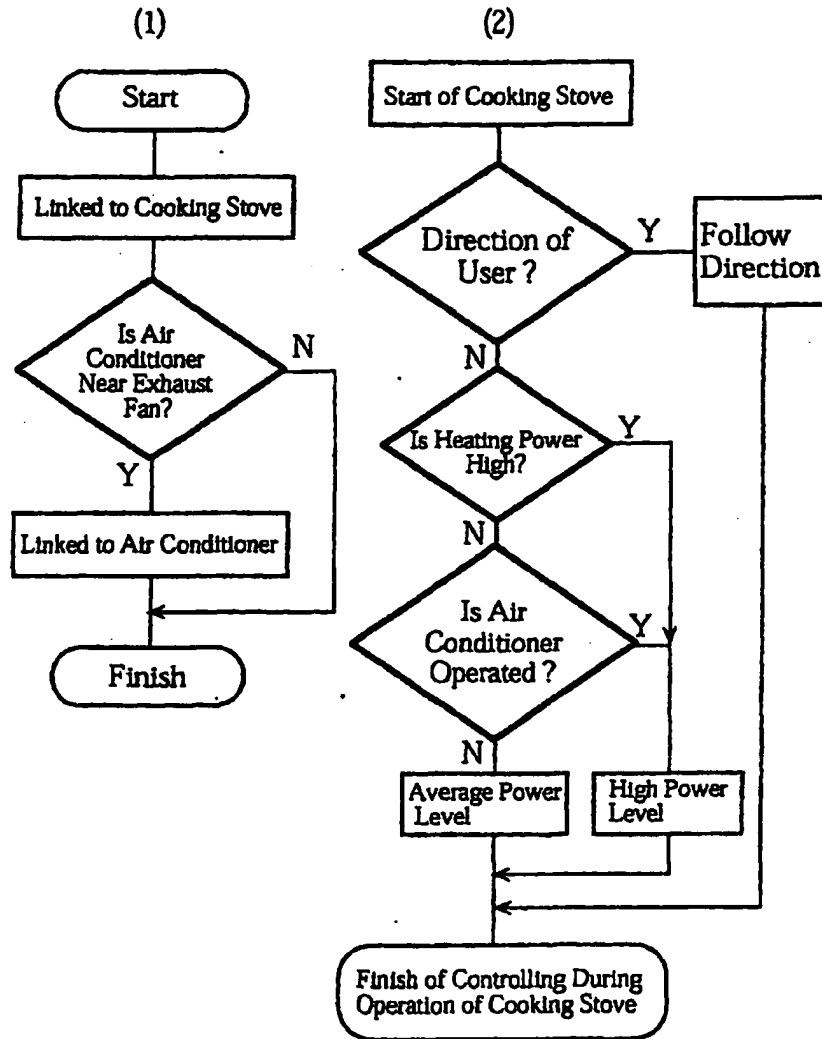 (1)
Start
Linked to Cooking Stove
Is Air
Conditioner
Near Exhaust
Fan?
N
Y
Linked to Air Conditioner
Finish
(2)
Start of Cooking Stove
Direction of
User ?
Y
Follow
Direction
N
Is Heating Power
High?
Y
N
Is Air
Conditioner
Operated ?
Y
N
Average Power
Level
High Power
Level
Finish of Controlling During
Operation of Cooking Stove